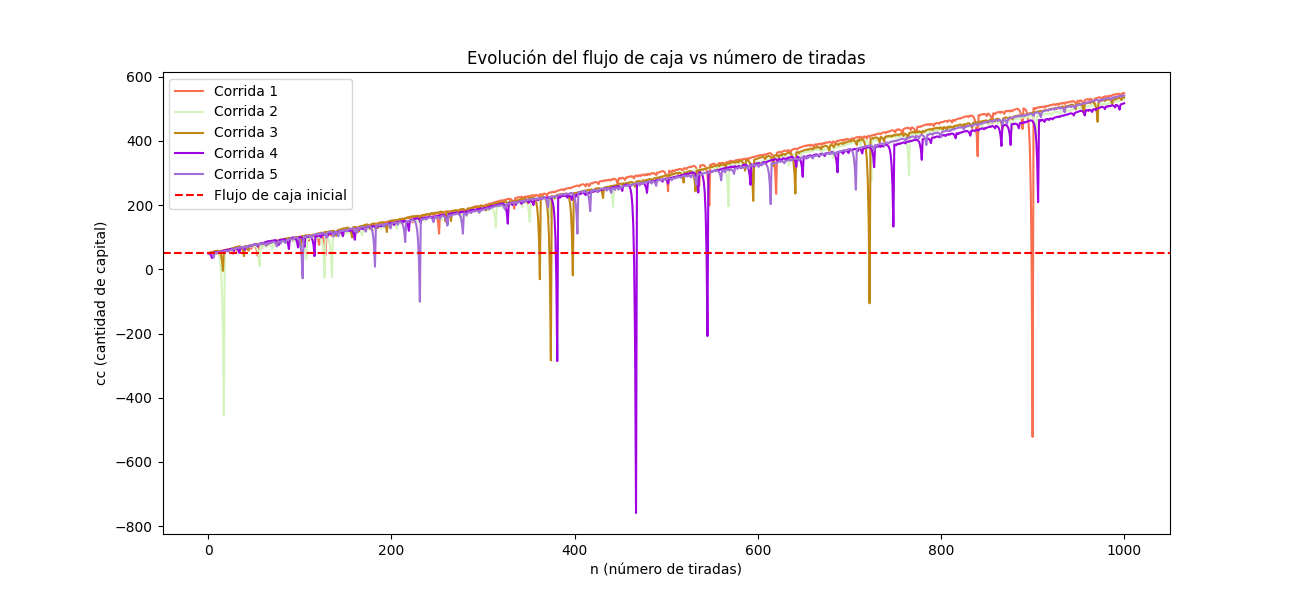 Evolución del flujo de caja vs número de tiradas
600
400
200
0
−200
−400
−600
−800
cc (cantidad de capital)
Corrida 1
Corrida 2
Corrida 3
Corrida 4
Corrida 5
Flujo de caja inicial
0 200 400 600 800 1000
n (número de tiradas)